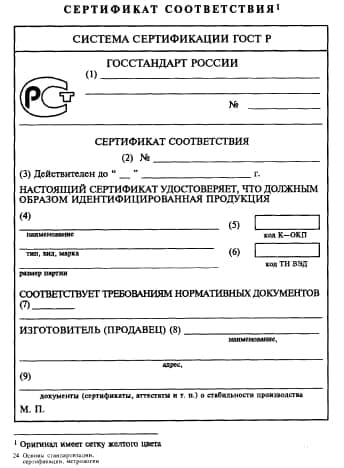 СЕРТИФИКАТ СООТВЕТСТВИЯ¹
СИСТЕМА СЕРТИФИКАЦИИ ГОСТ Р
ГОССТАНДАРТ РОССИИ
(1)
РСТ
№
СЕРТИФИКАТ СООТВЕТСТВИЯ
(2) №
(3) Действителен до "__" ____________ г.
НАСТОЯЩИЙ СЕРТИФИКАТ УДОСТОВЕРЯЕТ, ЧТО ДОЛЖНЫМ
ОБРАЗОМ ИДЕНТИФИЦИРОВАННАЯ ПРОДУКЦИЯ
(4)
(5)
наименование
код К—ОКП
тип, вид, марка
(6)
код ТН ВЭД
размер партии
СООТВЕТСТВУЕТ ТРЕБОВАНИЯМ НОРМАТИВНЫХ ДОКУМЕНТОВ
(7)
ИЗГОТОВИТЕЛЬ (ПРОДАВЕЦ) (8)
наименование,
адрес,
(9)
документы (сертификаты, аттестаты и т. п.) о стабильности производства
М. П.
¹ Оригинал имеет сетку желтого цвета
24 Основы стандартизации,
сертификации, метрологии